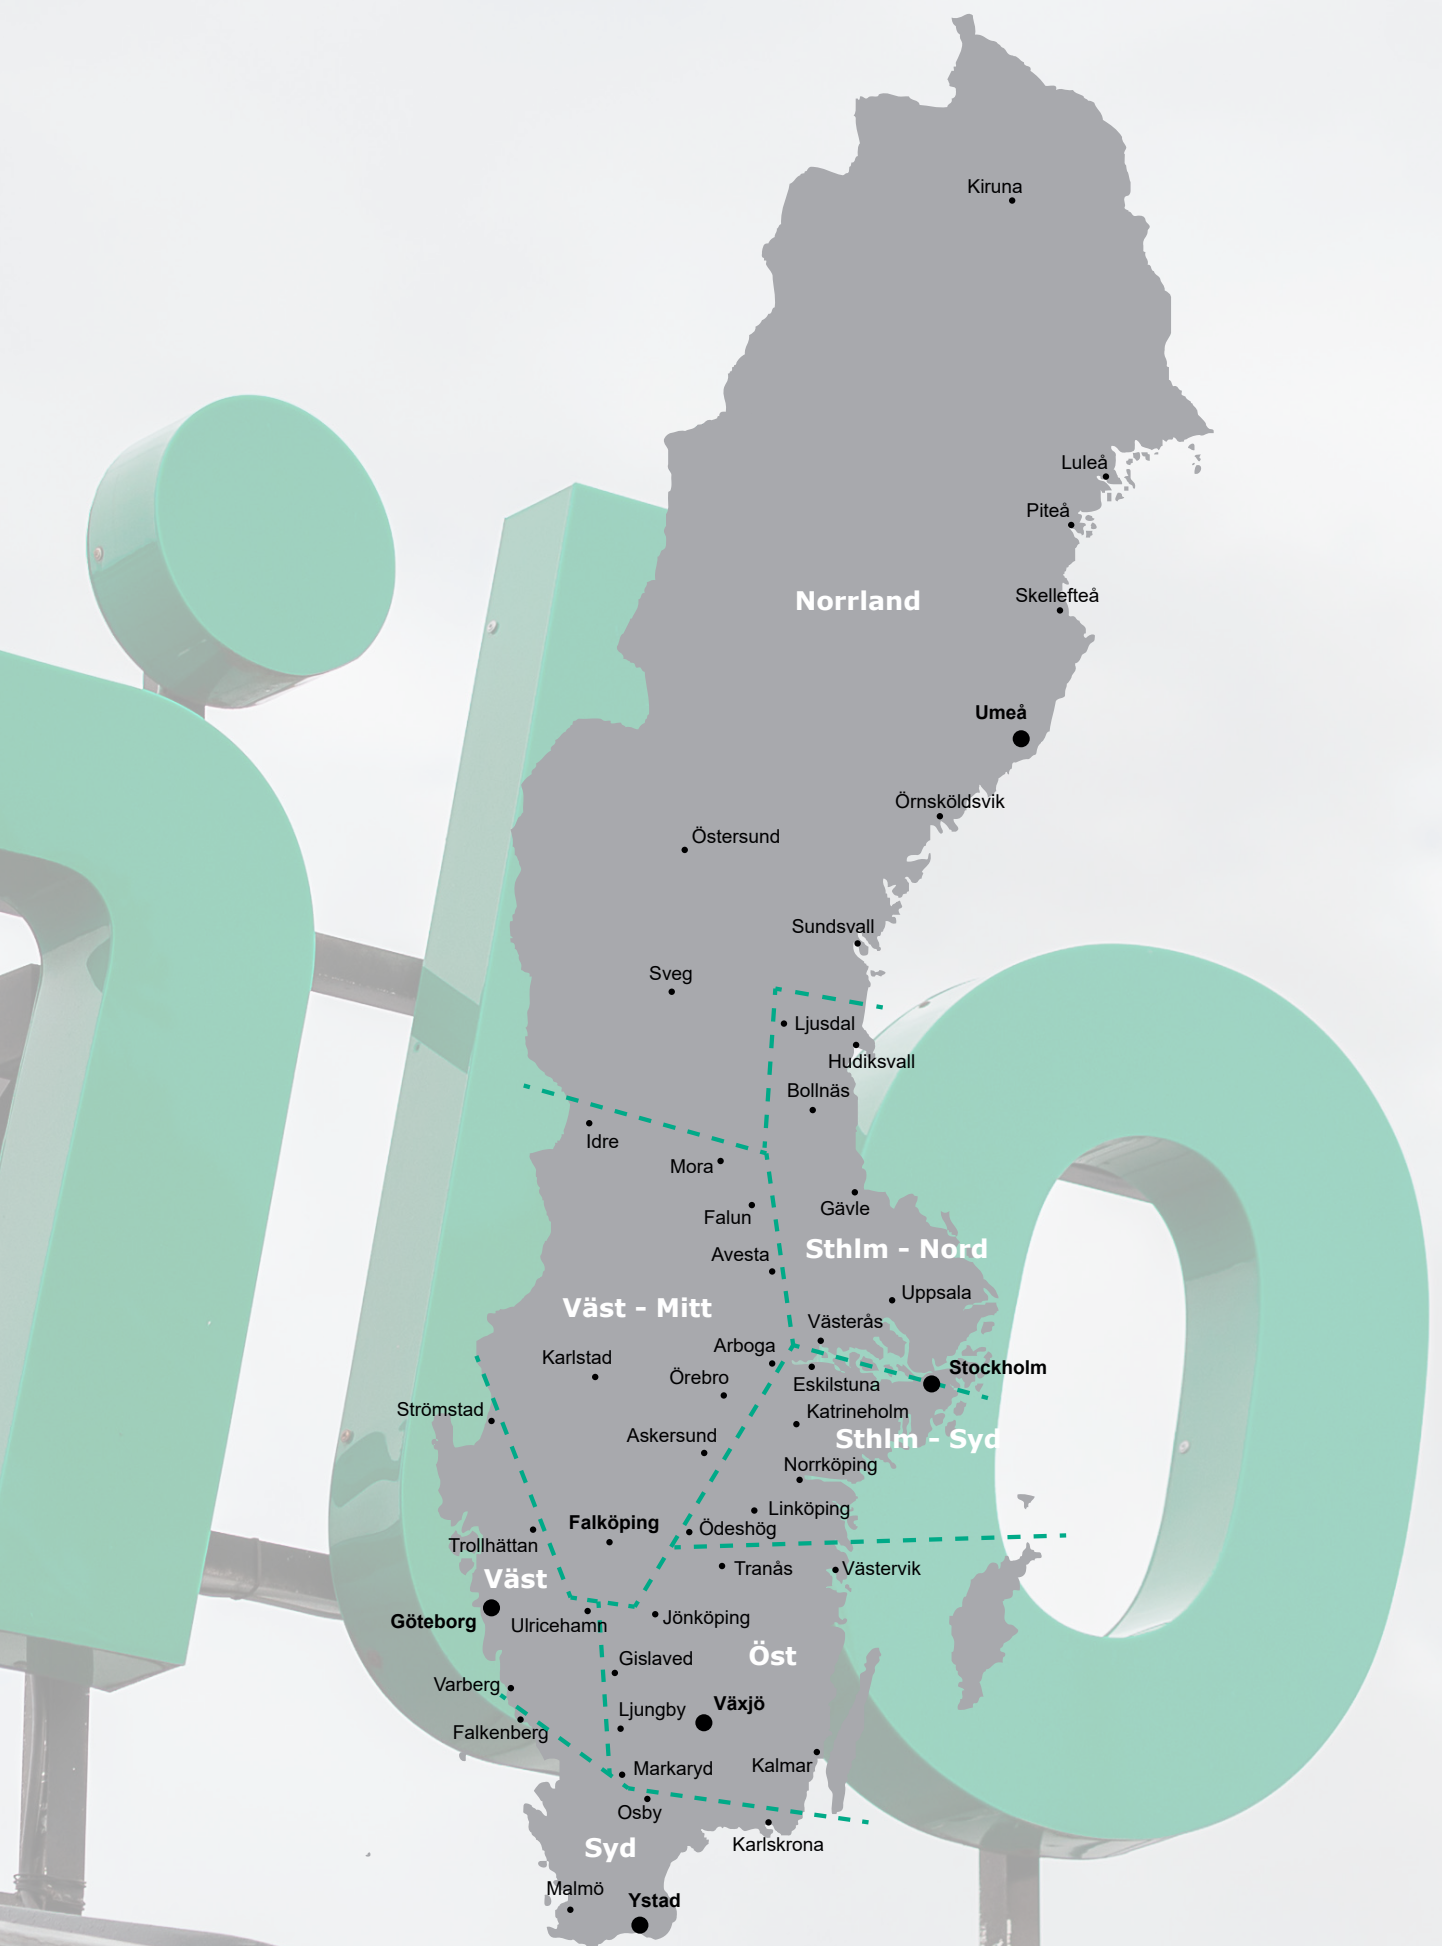 Kiruna
Luleå
Piteå
Skellefteå
Norrland
Umeå
Örnsköldsvik
Östersund
Sundsvall
Sveg
Ljusdal
Hudiksvall
Bollnäs
Idre
Mora
Gävle
Falun
Sthlm - Nord
Avesta
Uppsala
Väst - Mitt
Västerås
Arboga
Karlstad
Stockholm
Örebro
Eskilstuna
Strömstad
Katrineholm
Askersund
Sthlm - Syd
Norrköping
Linköping
Falköping
Ödeshög
Trollhättan
Tranås
Västervik
Väst
Göteborg
Ulricehamn
Jönköping
Öst
Gislaved
Varberg
Växjö
Ljungby
Falkenberg
Kalmar
Markaryd
Osby
Karlskrona
Syd
Malmö
Ystad